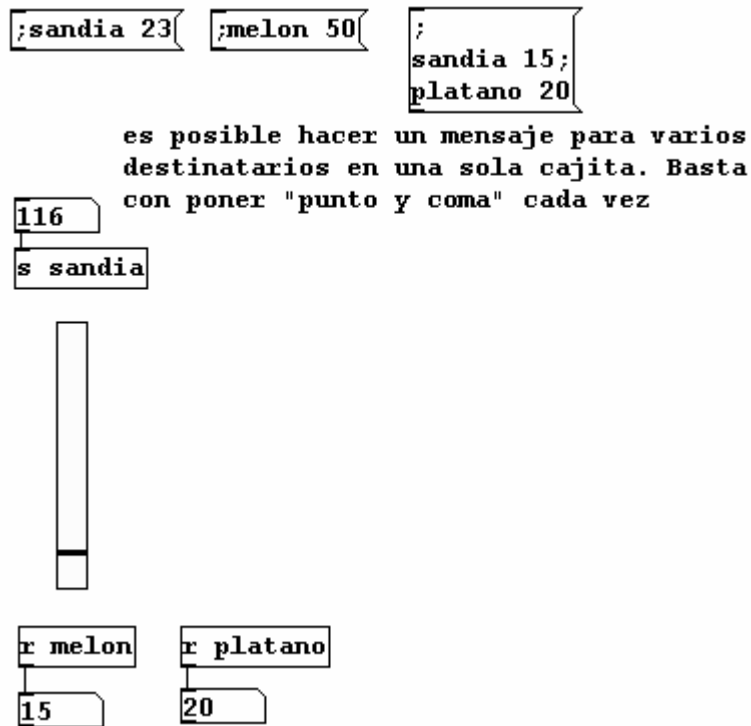 ;sandia 23
;melon 50
;
sandia 15;
platano 20
es posible hacer un mensaje para varios
destinatarios en una sola cajita. Basta
con poner "punto y coma" cada vez
116
s sandia
r melon
r platano
15
20